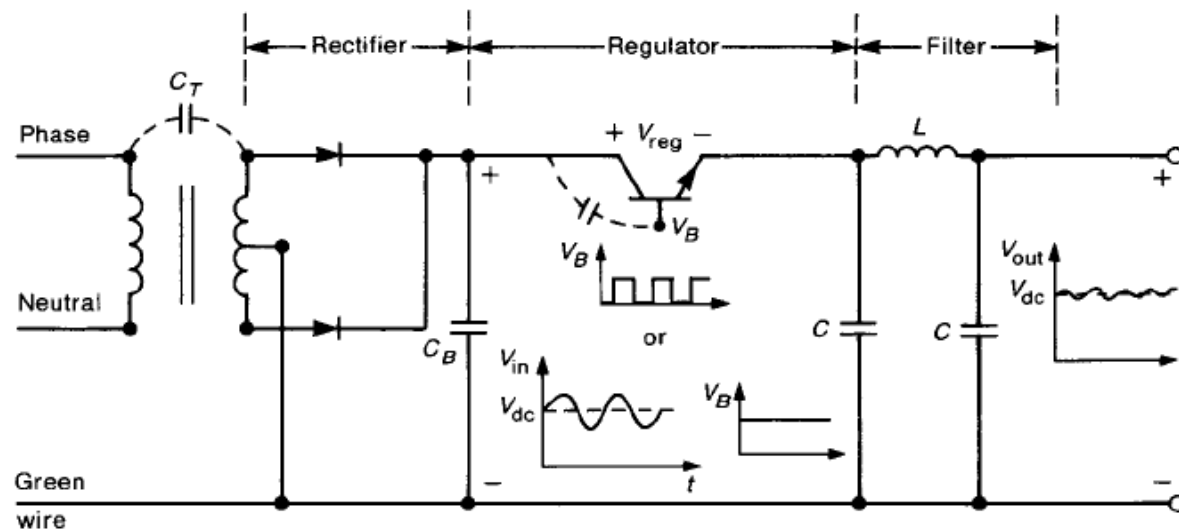 Rectifier
Regulator
Filter
C_T
Phase
+ V_reg −
L
+
+
V_B
V_B
V_out
V_dc
Neutral
or
C_B
C
C
V_in
V_dc
V_B
t
Green
−
−
wire